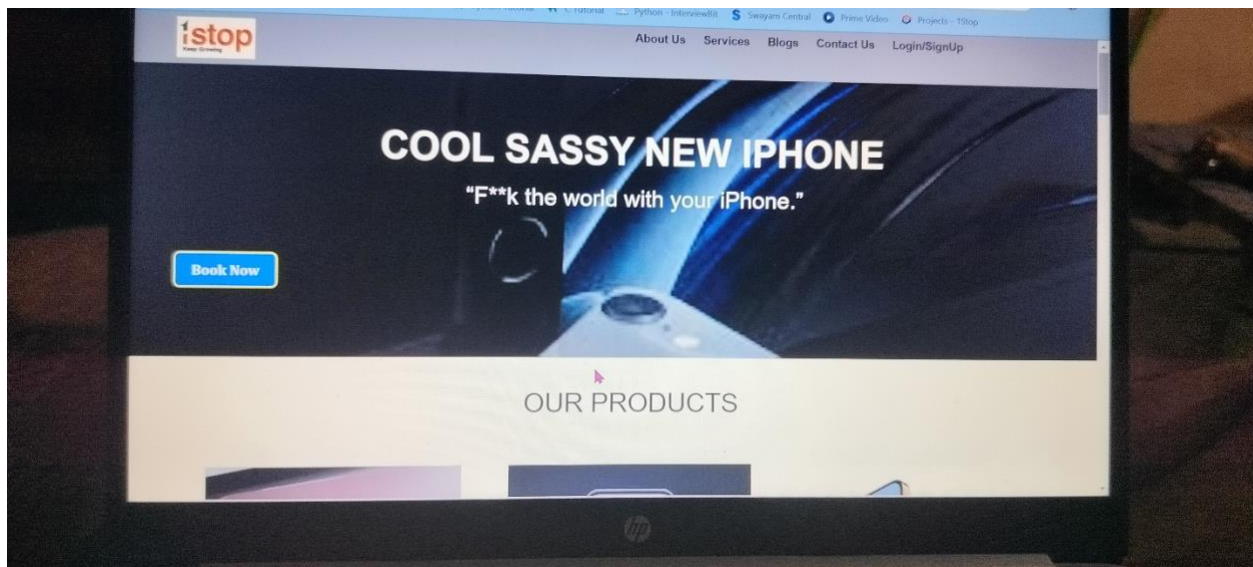 Python - InterviewBit
Swayam Central
Prime Video
Projects - 1Stop
1stop
Keep Growing
About Us
Services
Blogs
Contact Us
Login/SignUp
COOL SASSY NEW IPHONE
“F**k the world with your iPhone.”
Book Now
OUR PRODUCTS
hp